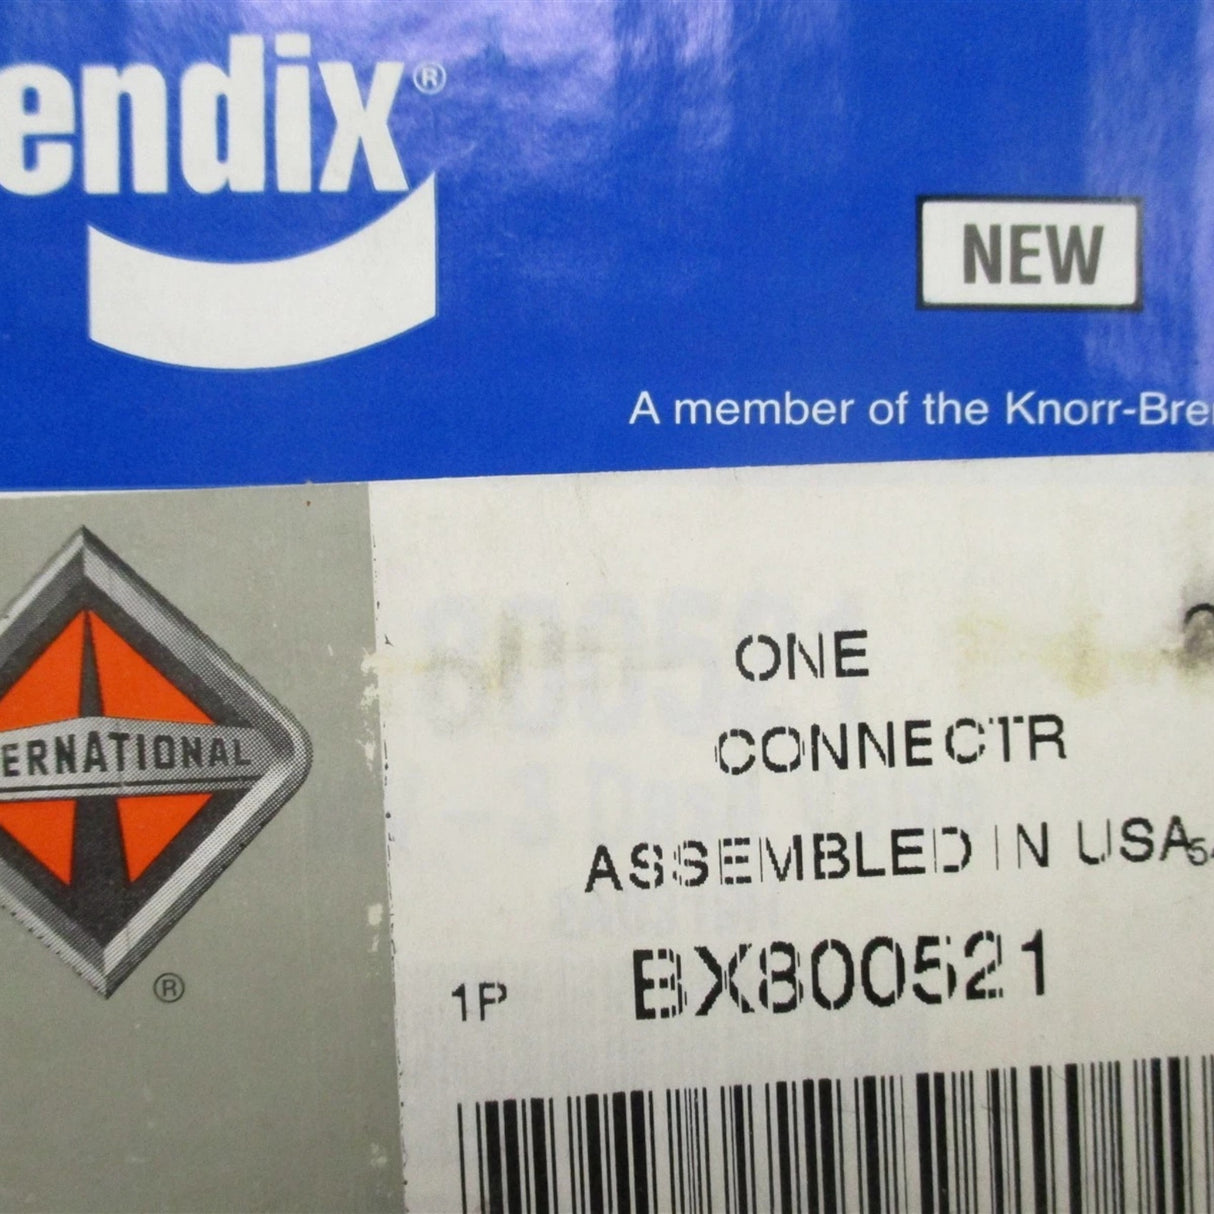 endix®
NEW
A member of the Knorr-Bre
ERNATIONAL
®
ONE
CONNECTR
ASSEMBLED IN USA
1P BX800521